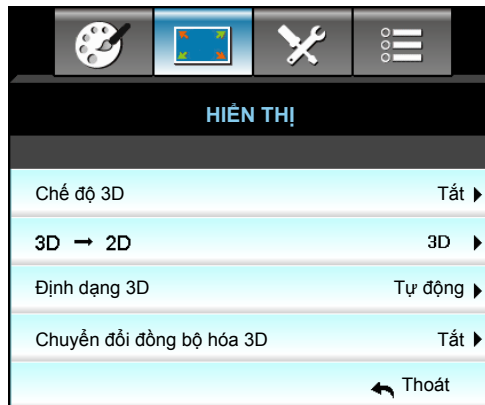 HIỂN THỊ
Chế độ 3D Tắt
3D → 2D 3D
Định dạng 3D Tự động
Chuyển đổi đồng bộ hóa 3D Tắt
Thoát